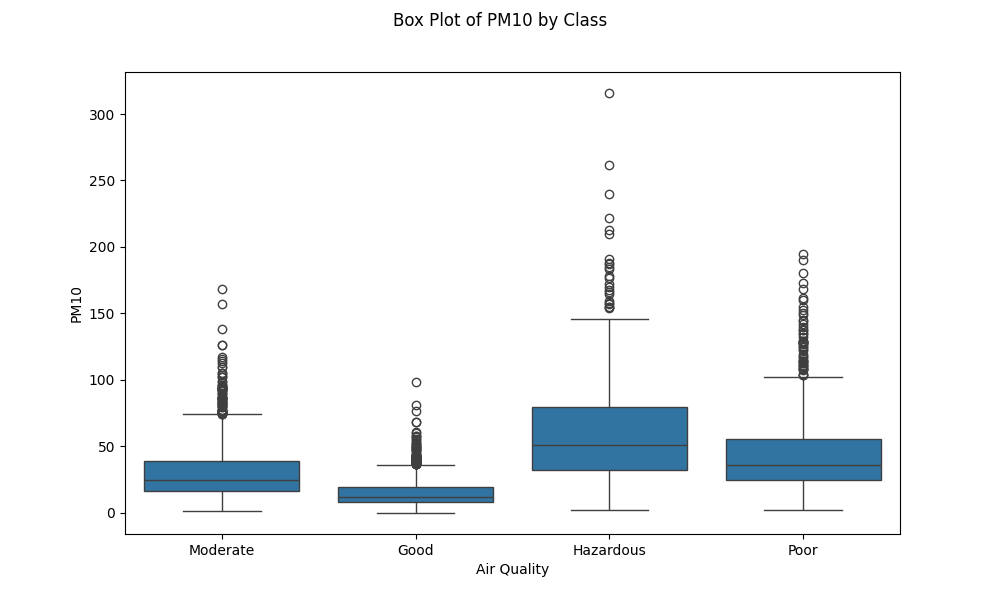 Box Plot of PM10 by Class
300
250
200
150
100
50
0
PM10
Moderate
Good
Hazardous
Poor
Air Quality